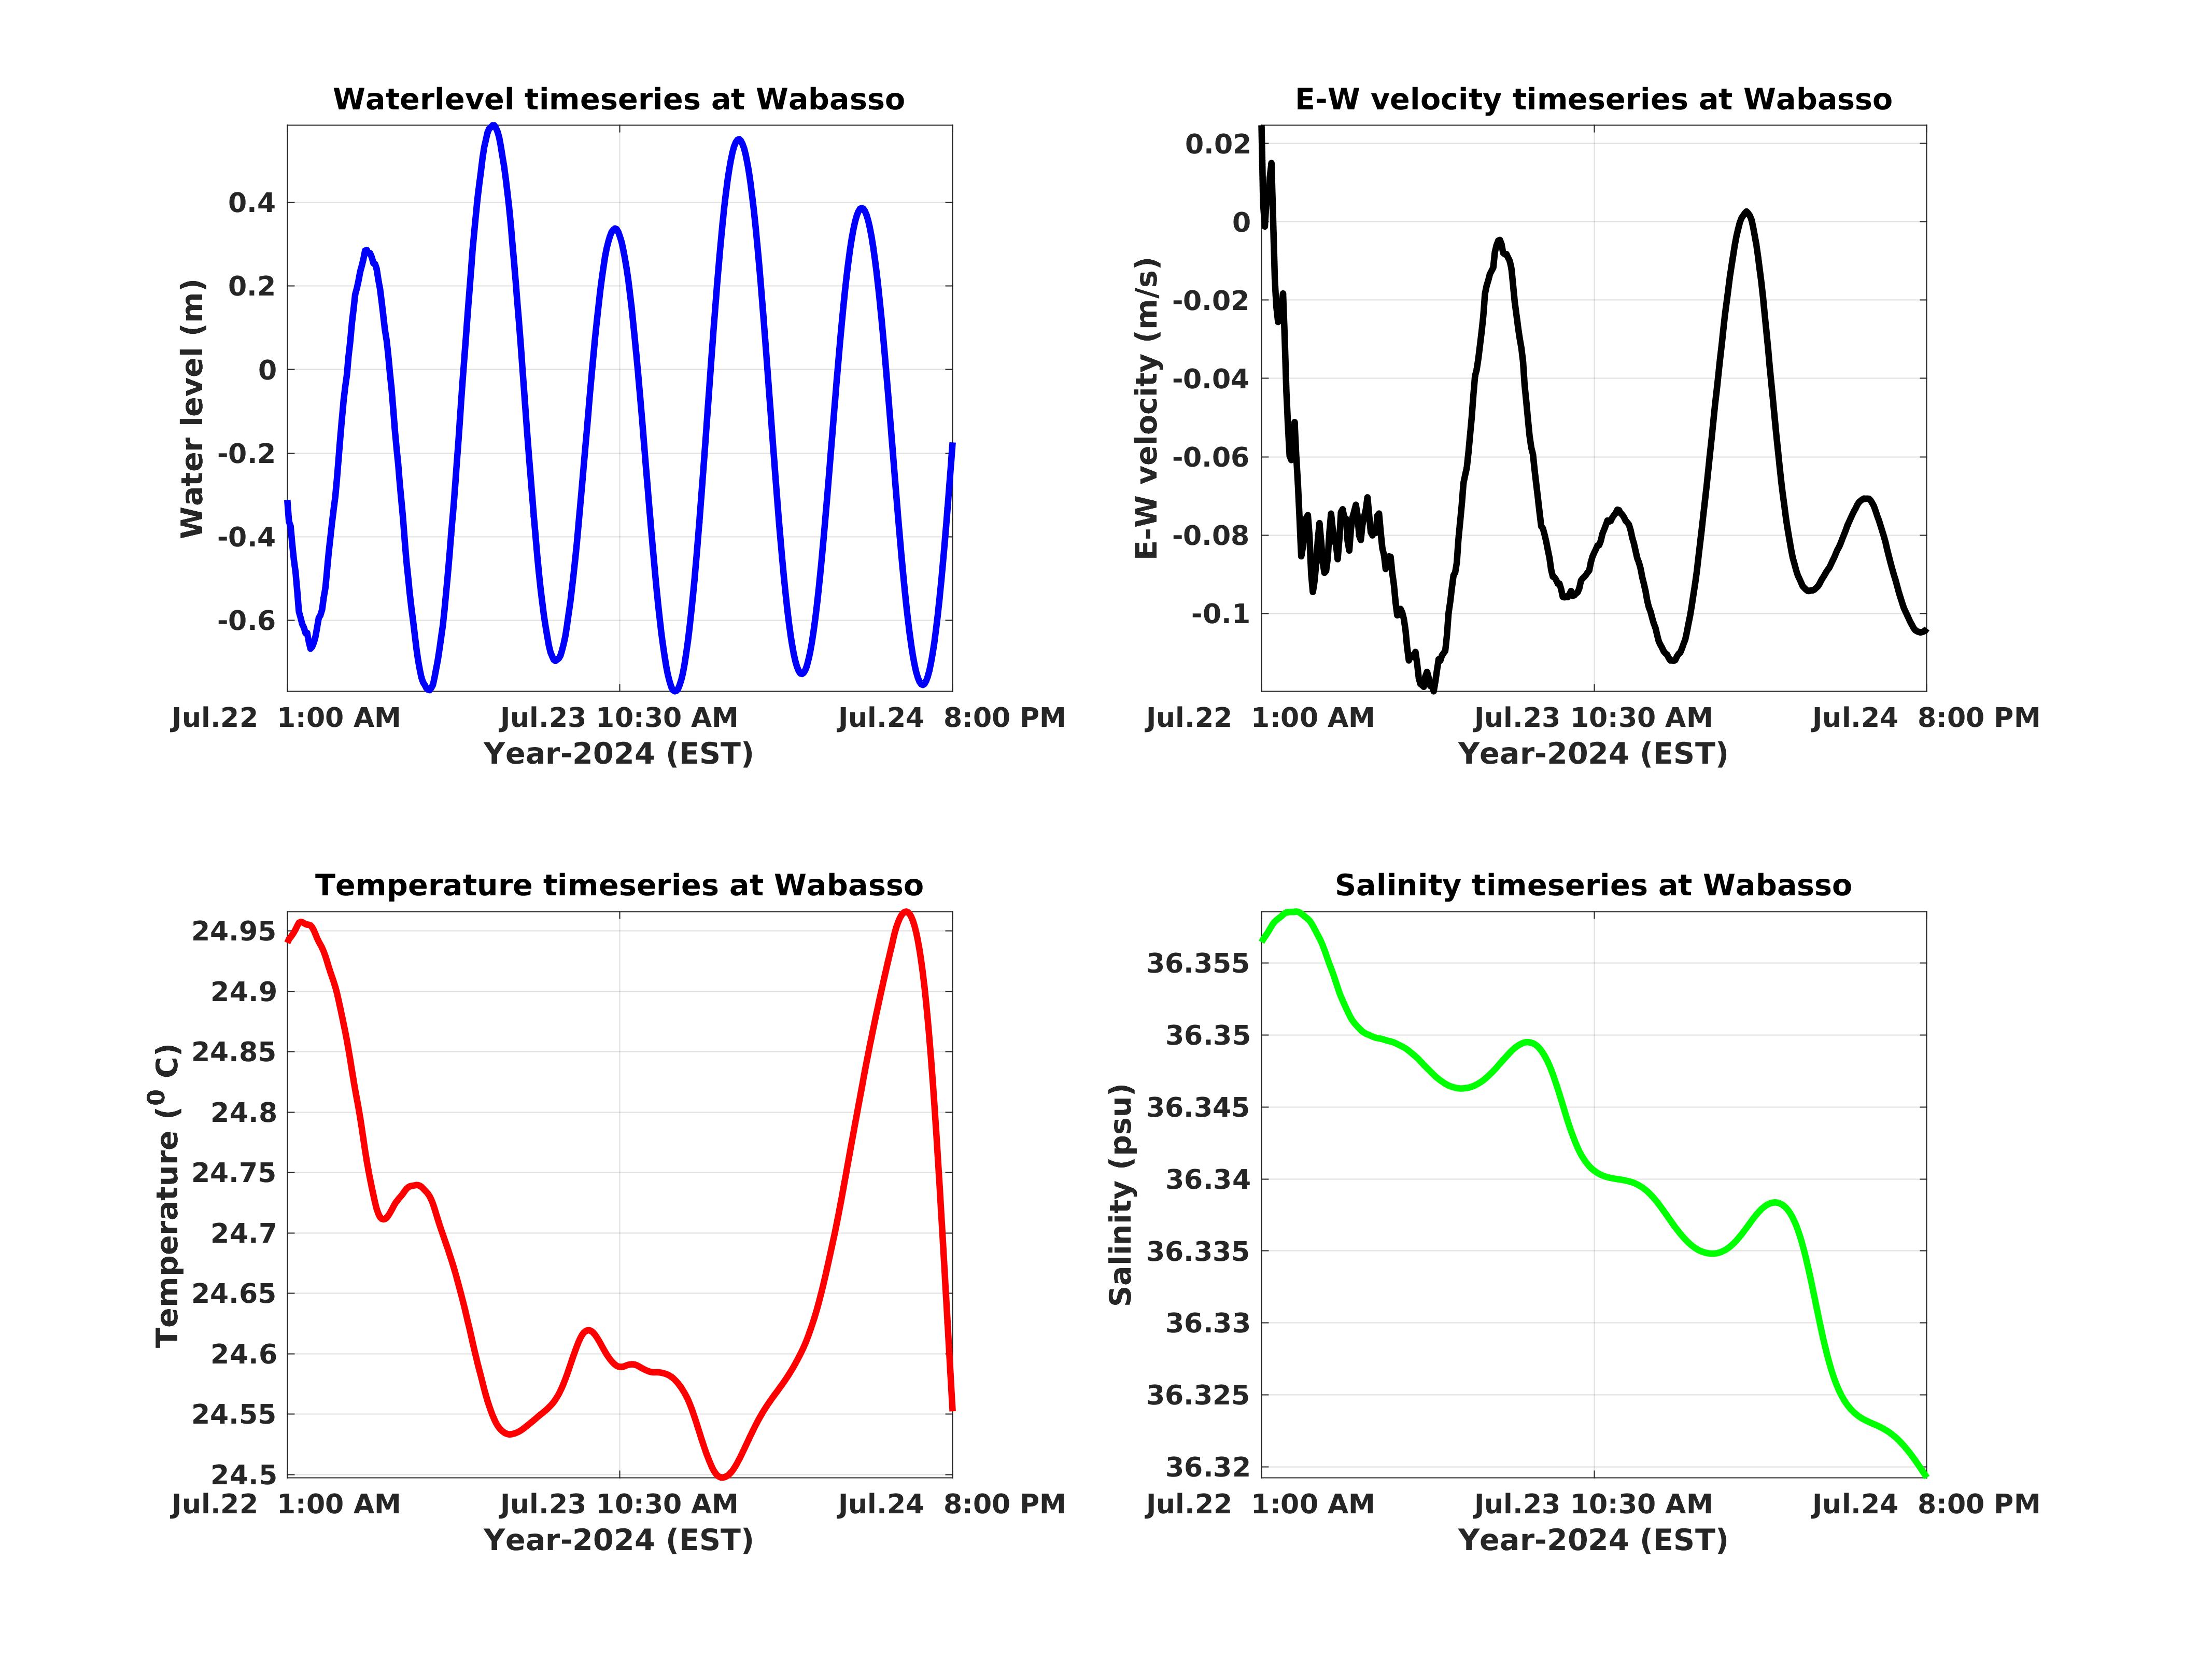 Waterlevel timeseries at Wabasso
0.4
0.2
0
-0.2
-0.4
-0.6
Water level (m)
Jul.22  1:00 AM
Jul.23 10:30 AM
Jul.24  8:00 PM
Year-2024 (EST)
E-W velocity timeseries at Wabasso
0.02
0
-0.02
-0.04
-0.06
-0.08
-0.1
E-W velocity (m/s)
Jul.22  1:00 AM
Jul.23 10:30 AM
Jul.24  8:00 PM
Year-2024 (EST)
Temperature timeseries at Wabasso
24.95
24.9
24.85
24.8
24.75
24.7
24.65
24.6
24.55
24.5
Temperature (⁰ C)
Jul.22  1:00 AM
Jul.23 10:30 AM
Jul.24  8:00 PM
Year-2024 (EST)
Salinity timeseries at Wabasso
36.355
36.35
36.345
36.34
36.335
36.33
36.325
36.32
Salinity (psu)
Jul.22  1:00 AM
Jul.23 10:30 AM
Jul.24  8:00 PM
Year-2024 (EST)